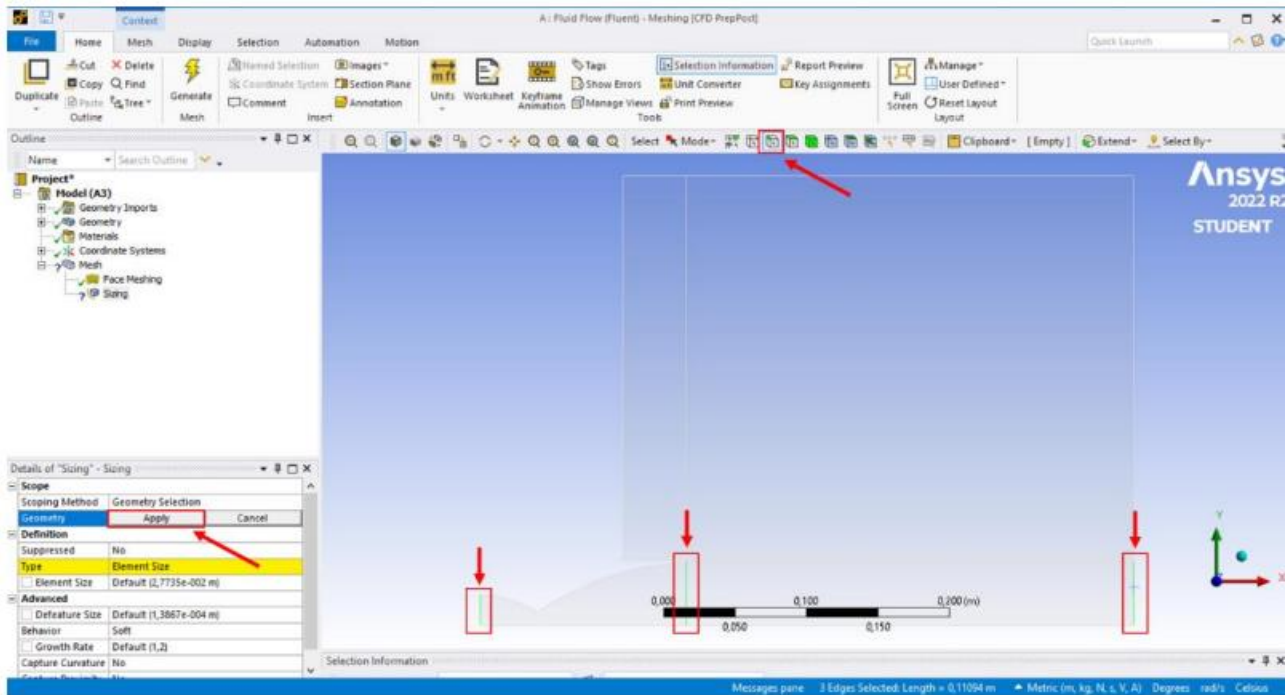 Context
A : Fluid Flow (Fluent) - Meshing [CFD PrepPost]
File Home Mesh Display Selection Automation Motion
Quick Launch
Duplicate Cut Copy Paste Delete Find Tree Outline
Generate Mesh
Named Selection Coordinate System Comment Images Section Plane Annotation Insert
Units Worksheet Keyframe Animation Tags Show Errors Manage Views Selection Information Unit Converter Print Preview Report Preview Key Assignments Tools
Full Screen Manage User Defined Reset Layout Layout
Outline
Name Search Outline
Select Mode Clipboard [Empty] Extend Select By
Project*
Model (A3)
Geometry Imports
Geometry
Materials
Coordinate Systems
Mesh
Face Meshing
Sizing
Ansys
2022 R2
STUDENT
Details of "Sizing" - Sizing
Scope
Scoping Method Geometry Selection
Geometry Apply Cancel
Definition
Suppressed No
Type Element Size
Element Size Default (2,7735e-002 m)
Advanced
Defeature Size Default (1,3867e-004 m)
Behavior Soft
Growth Rate Default (1,2)
Capture Curvature No
Y
X
0,000 0,100 0,200 (m)
0,050 0,150
Selection Information
Messages pane 3 Edges Selected: Length = 0,11094 m Metric (m, kg, N, s, V, A) Degrees rad/s Celsius